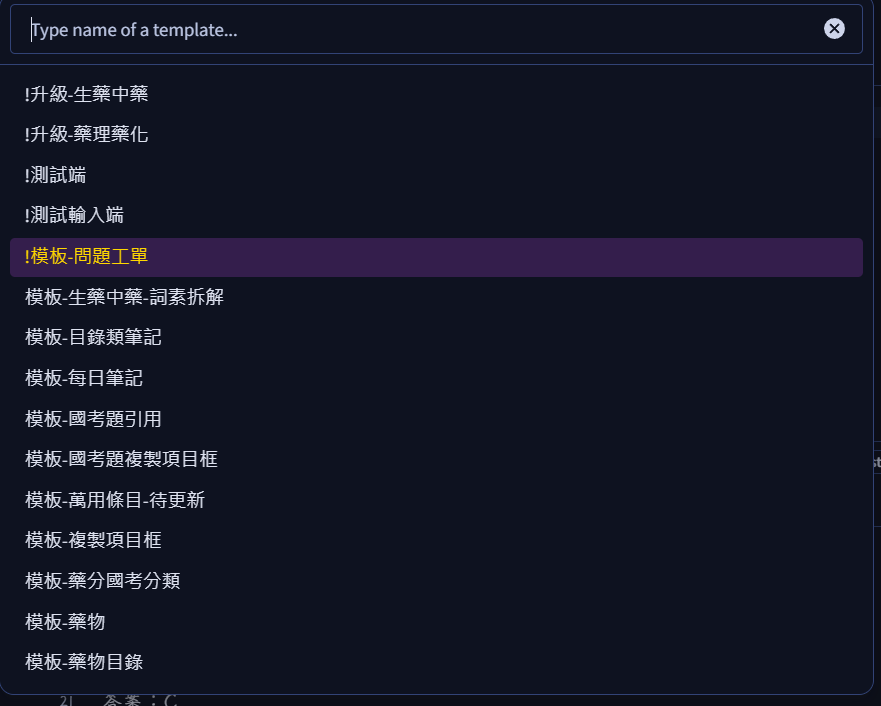 Type name of a template...
!升級-生藥中藥
!升級-藥理藥化
!測試端
!測試輸入端
!模板-問題工單
模板-生藥中藥-詞素拆解
模板-目錄類筆記
模板-每日筆記
模板-國考題引用
模板-國考題複製項目框
模板-萬用條目-待更新
模板-複製項目框
模板-藥分國考分類
模板-藥物
模板-藥物目錄